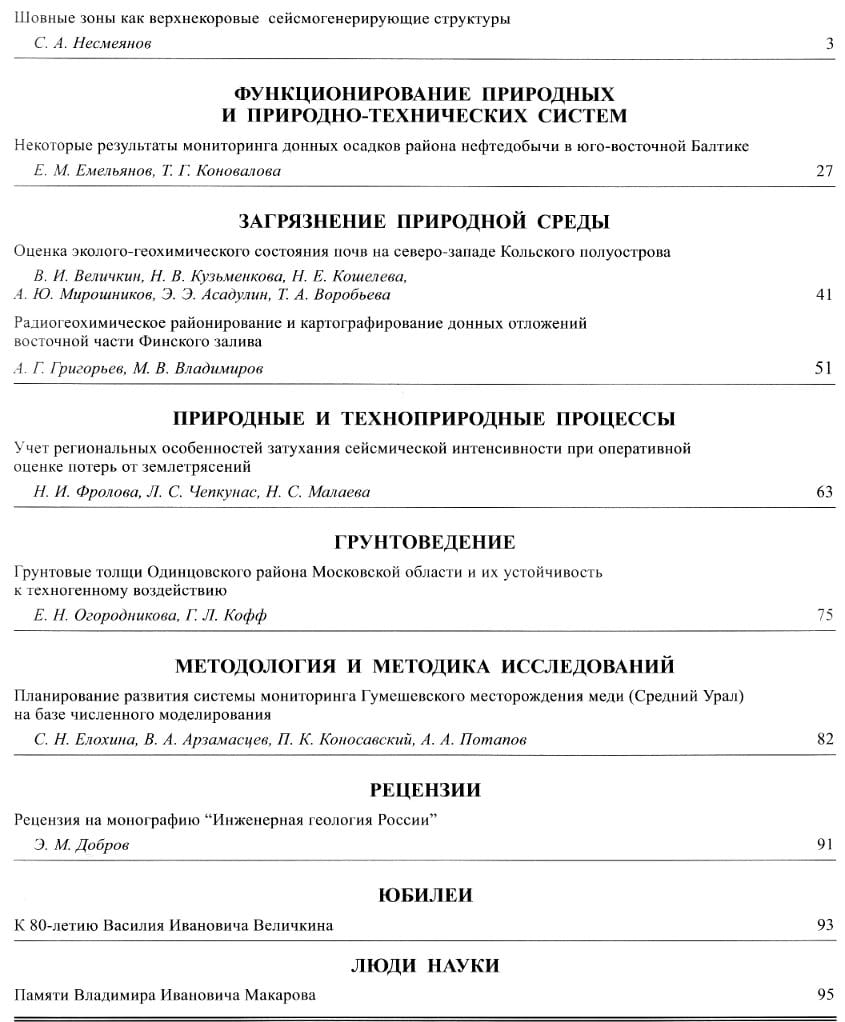 Шовные зоны как верхнекоровые сейсмогенерирующие структуры
С. А. Несмеянов 3
ФУНКЦИОНИРОВАНИЕ ПРИРОДНЫХ
И ПРИРОДНО-ТЕХНИЧЕСКИХ СИСТЕМ
Некоторые результаты мониторинга донных осадков района нефтедобычи в юго-восточной Балтике
Е. М. Емельянов, Т. Г. Коновалова 27
ЗАГРЯЗНЕНИЕ ПРИРОДНОЙ СРЕДЫ
Оценка эколого-геохимического состояния почв на северо-западе Кольского полуострова
В. И. Величкин, Н. В. Кузьменкова, Н. Е. Кошелева,
А. Ю. Мирошников, Э. Э. Асадулин, Т. А. Воробьева 41
Радиогеохимическое районирование и картографирование донных отложений
восточной части Финского залива
А. Г. Григорьев, М. В. Владимиров 51
ПРИРОДНЫЕ И ТЕХНОПРИРОДНЫЕ ПРОЦЕССЫ
Учет региональных особенностей затухания сейсмической интенсивности при оперативной
оценке потерь от землетрясений
Н. И. Фролова, Л. С. Чепкунас, Н. С. Малаева 63
ГРУНТОВЕДЕНИЕ
Грунтовые толщи Одинцовского района Московской области и их устойчивость
к техногенному воздействию
Е. Н. Огородникова, Г. Л. Кофф 75
МЕТОДОЛОГИЯ И МЕТОДИКА ИССЛЕДОВАНИЙ
Планирование развития системы мониторинга Гумешевского месторождения меди (Средний Урал)
на базе численного моделирования
С. Н. Елохина, В. А. Арзамасцев, П. К. Коносавский, А. А. Потапов 82
РЕЦЕНЗИИ
Рецензия на монографию “Инженерная геология России”
Э. М. Добров 91
ЮБИЛЕИ
К 80-летию Василия Ивановича Величкина 93
ЛЮДИ НАУКИ
Памяти Владимира Ивановича Макарова 95